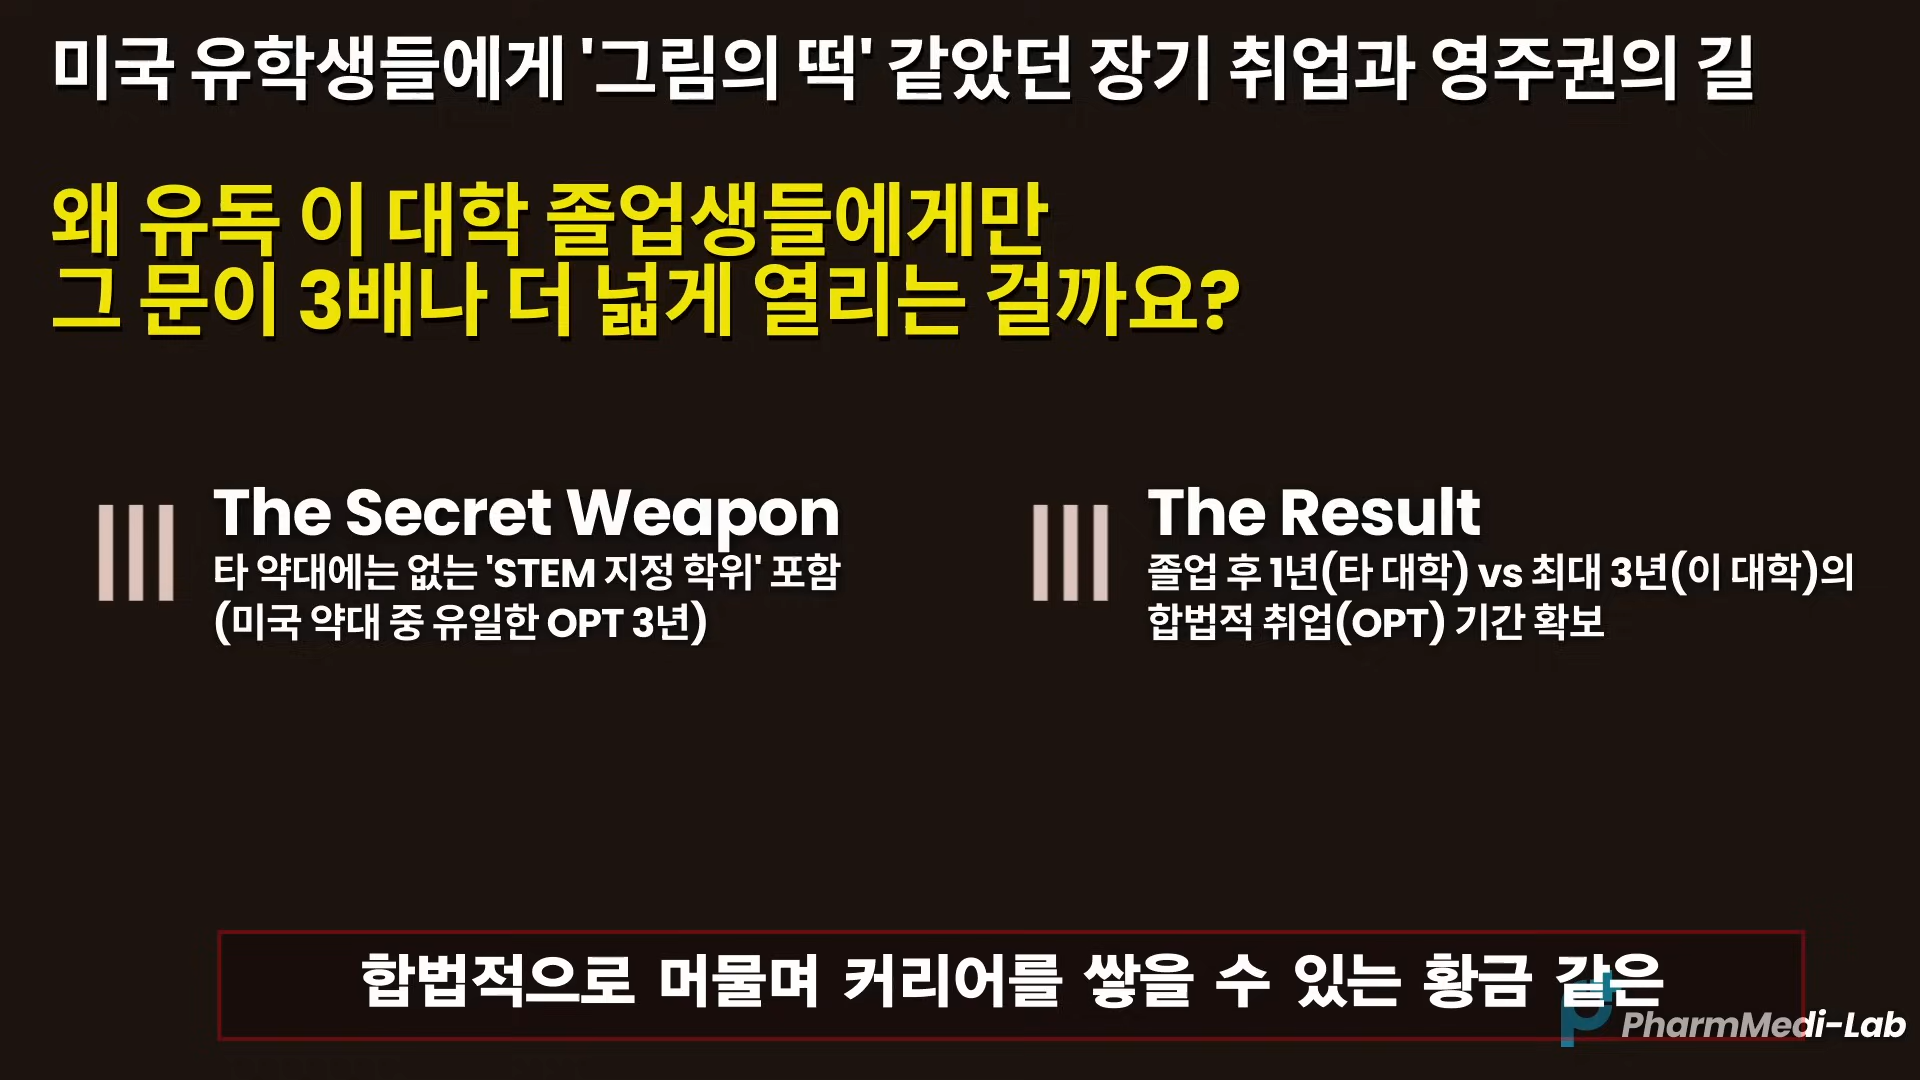 미국 유학생들에게 '그림의 떡' 같았던 장기 취업과 영주권의 길
왜 유독 이 대학 졸업생들에게만
그 문이 3배나 더 넓게 열리는 걸까요?
The Secret Weapon
타 약대에는 없는 'STEM 지정 학위' 포함
(미국 약대 중 유일한 OPT 3년)
The Result
졸업 후 1년(타 대학) vs 최대 3년(이 대학)의
합법적 취업(OPT) 기간 확보
합법적으로 머물며 커리어를 쌓을 수 있는 황금 같은
PharmMedi-Lab